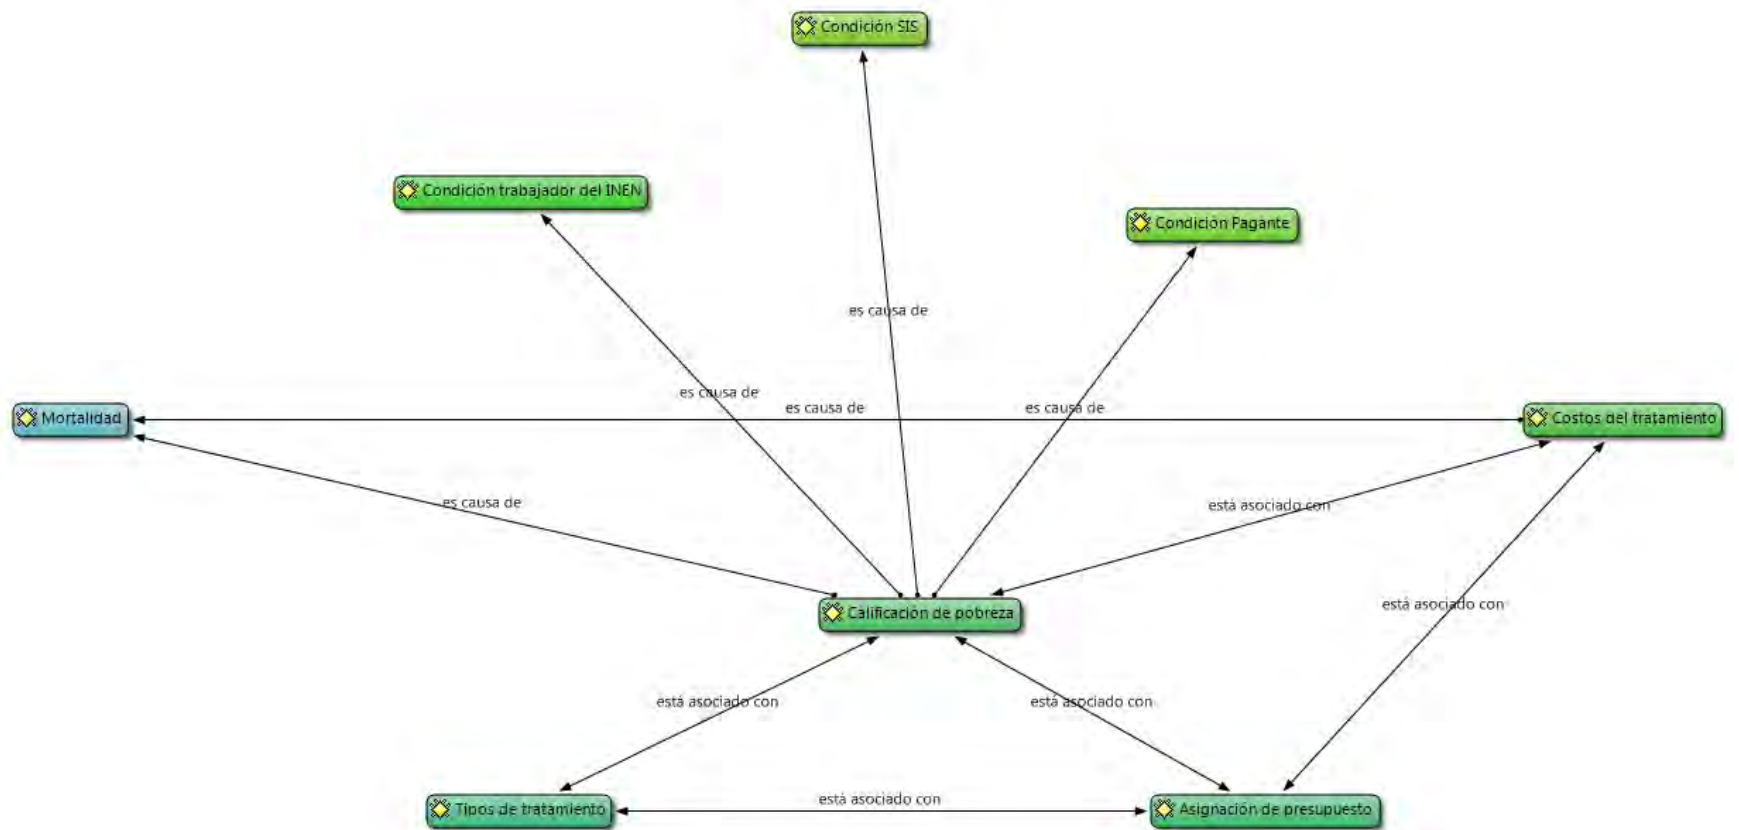 Condición SIS
Condición trabajador del INEN
Condición Pagante
es causa de
es causa de
Mortalidad
es causa de
es causa de
Costos del tratamiento
es causa de
está asociado con
Calificación de pobreza
está asociado con
está asociado con
está asociado con
Tipos de tratamiento
está asociado con
Asignación de presupuesto